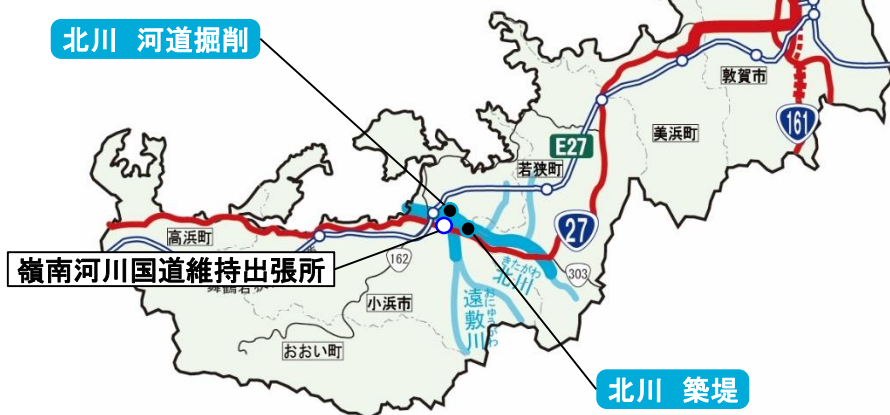 北川 河道掘削
敦賀市
161
美浜町
E27
若狭町
27
高浜町
162
嶺南河川国道維持出張所
きたがわ
北川
303
小浜市
おにゅうがわ
遠敷川
おおい町
北川 築堤